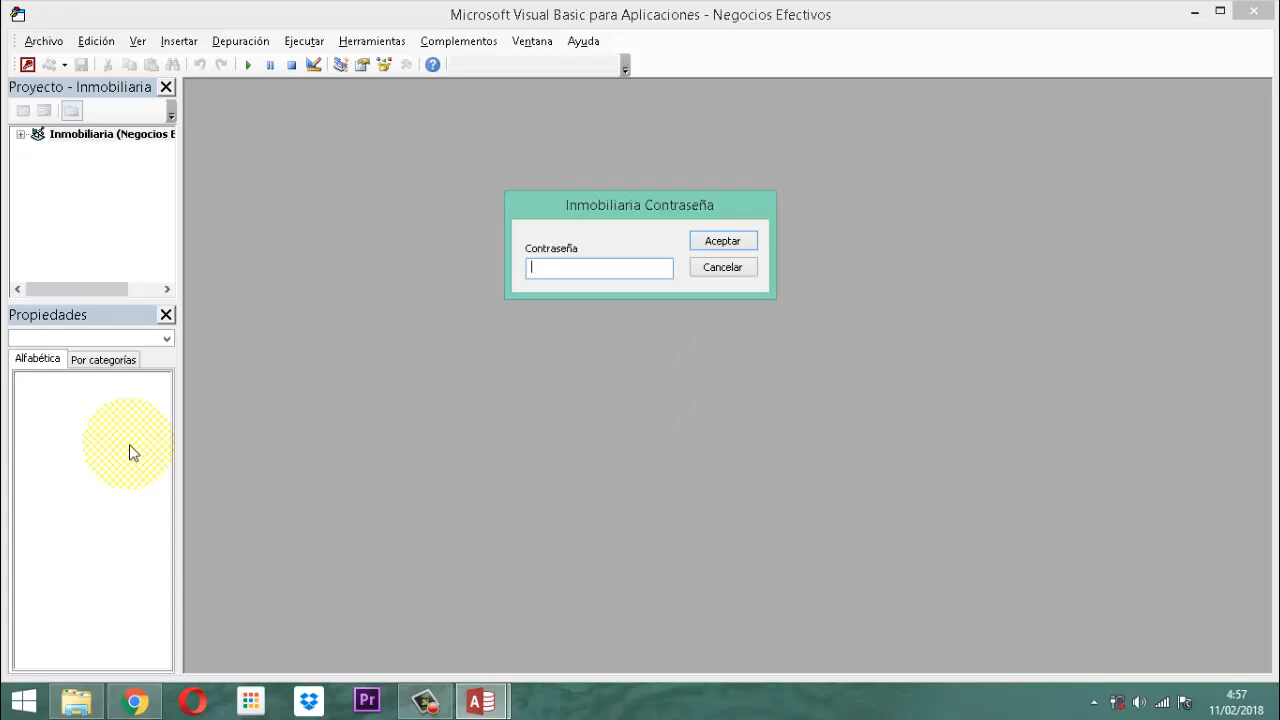 Microsoft Visual Basic para Aplicaciones - Negocios Efectivos
Archivo Edición Ver Insertar Depuración Ejecutar Herramientas Complementos Ventana Ayuda
Proyecto - Inmobiliaria
Inmobiliaria (Negocios E
Inmobiliaria Contraseña
Contraseña
Aceptar
Cancelar
Propiedades
Alfabética Por categorías
Pr
4:57
11/02/2018